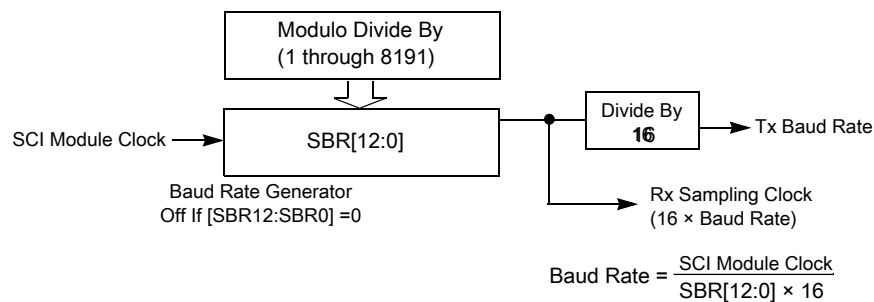 Modulo Divide By
(1 through 8191)
SCI Module Clock
SBR[12:0]
Divide By
16
Tx Baud Rate
Baud Rate Generator
Off If [SBR12:SBR0] =0
Rx Sampling Clock
(16 × Baud Rate)
Baud Rate = SCI Module Clock
SBR[12:0] × 16